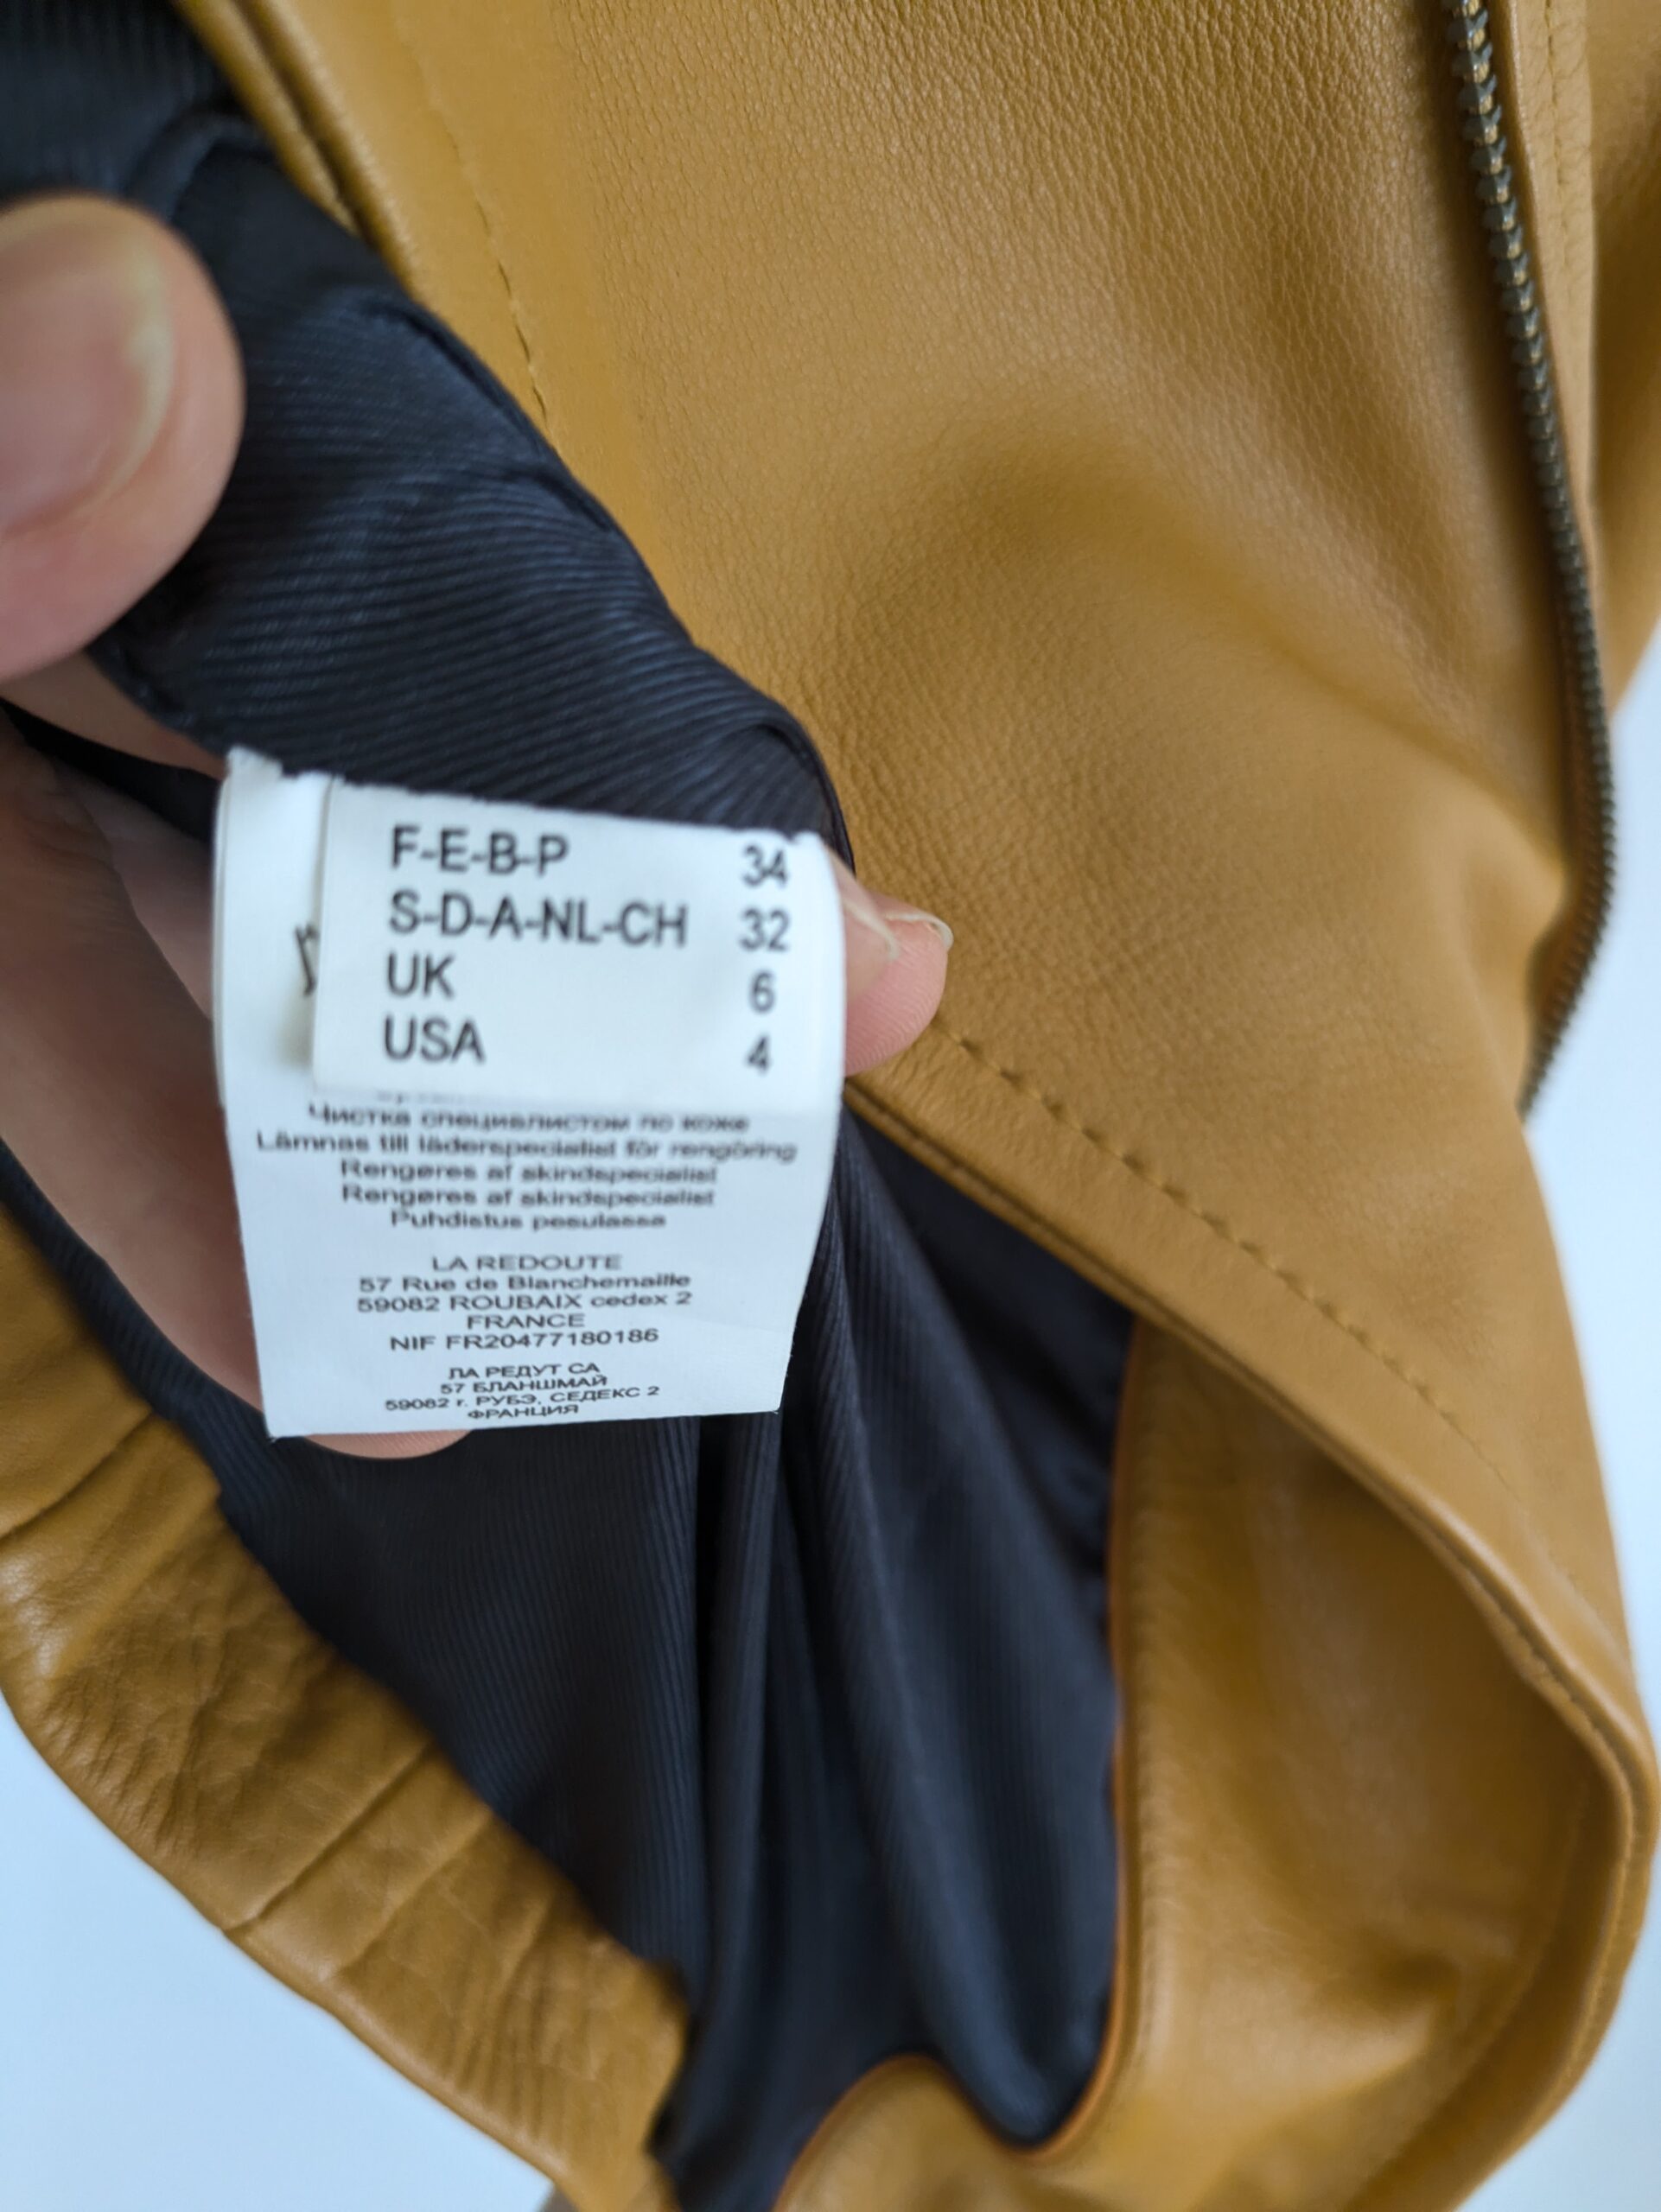 F-E-B-P 34
S-D-A-NL-CH 32
UK 6
USA 4
Чистка специалистом по коже
Lämnas till läderspecialist för rengöring
Rengøres af skindspecialist
Rengøres af skindspecialist
Puhdistus pesulassa
LA REDOUTE
57 Rue de Blanchemaille
59082 ROUBAIX cedex 2
FRANCE
NIF FR20477180186
ЛА РЕДУТ СА
57 БЛАНШМАЙ
59082 г. РУБЭ, СЕДЕКС 2
ФРАНЦИЯ